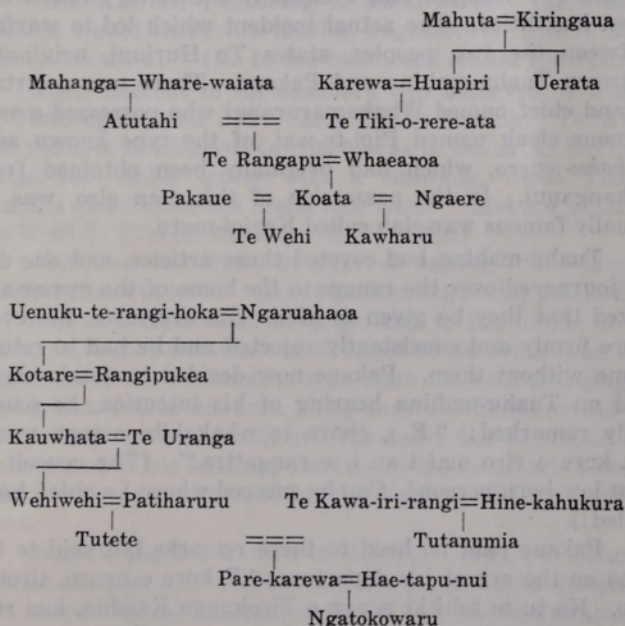 Mahuta=Kiringaua
Mahanga=Whare-waiata Karewa=Huapiri Uerata
Atutahi === Te Tiki-o-rere-ata
Te Rangapu=Whaearoa
Pakaue = Koata = Ngaere
Te Wehi Kawharu
Uenuku-te-rangi-hoka=Ngaruahaoa
Kotare=Rangipukea
Kauwhata=Te Uranga
Wehiwehi=Patiharuru Te Kawa-iri-rangi=Hine-kahukura
Tutete === Tutanumia
Pare-karewa=Hae-tapu-nui
Ngatokowaru